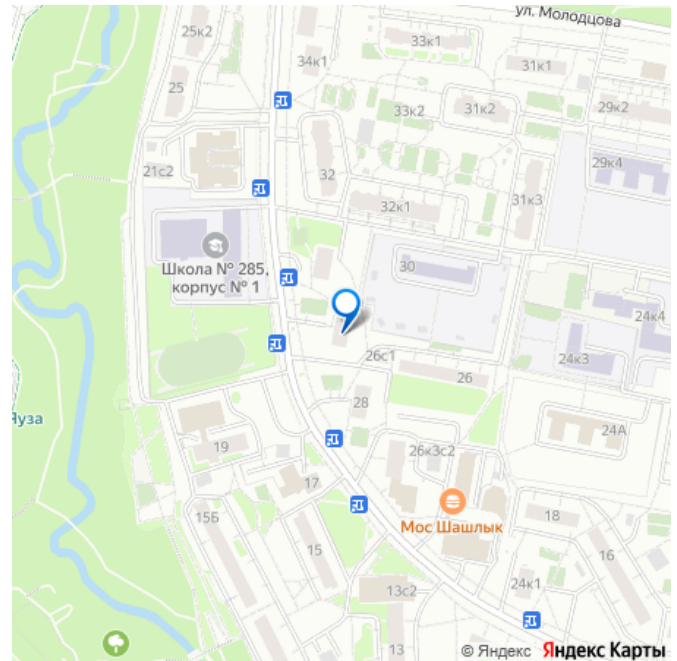 ул. Молодцова
25к2
33к1
34к1
31к1
25
33к2
31к2
29к2
21с2
32
29к4
31к3
32к1
Школа № 285,
корпус № 1
30
24к4
26с1
24к3
26
Яуза
28
24А
19
26к3с2
17
15Б
Мос Шашлык
18
15
16
13с2
24к1
13
© Яндекс Яндекс Карты